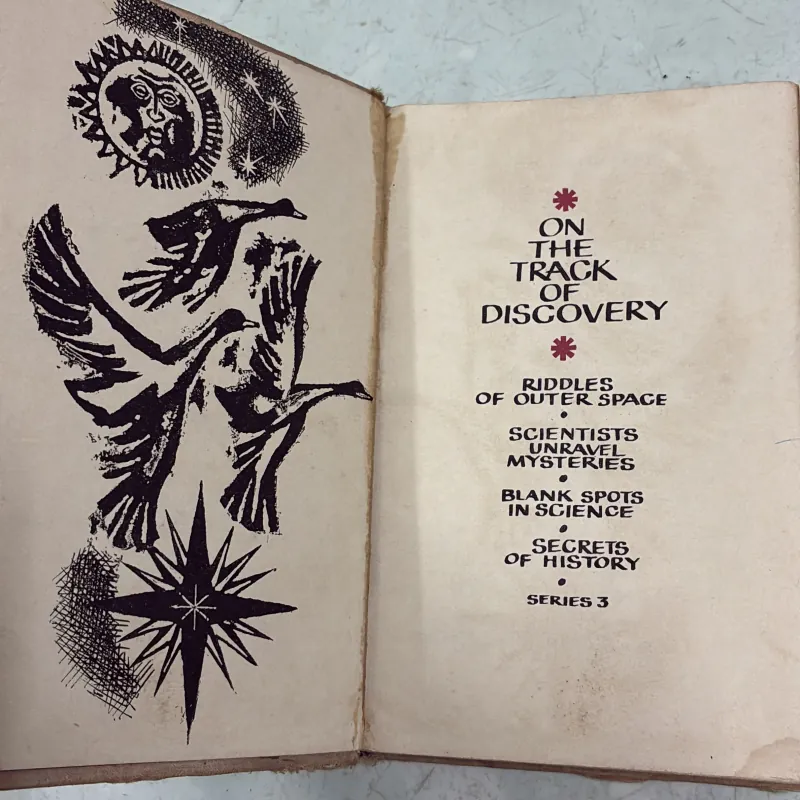 ON
THE
TRACK
OF
DISCOVERY
RIDDLES
OF OUTER SPACE
SCIENTISTS
UNRAVEL
MYSTERIES
BLANK SPOTS
IN SCIENCE
SECRETS
OF HISTORY
SERIES 3